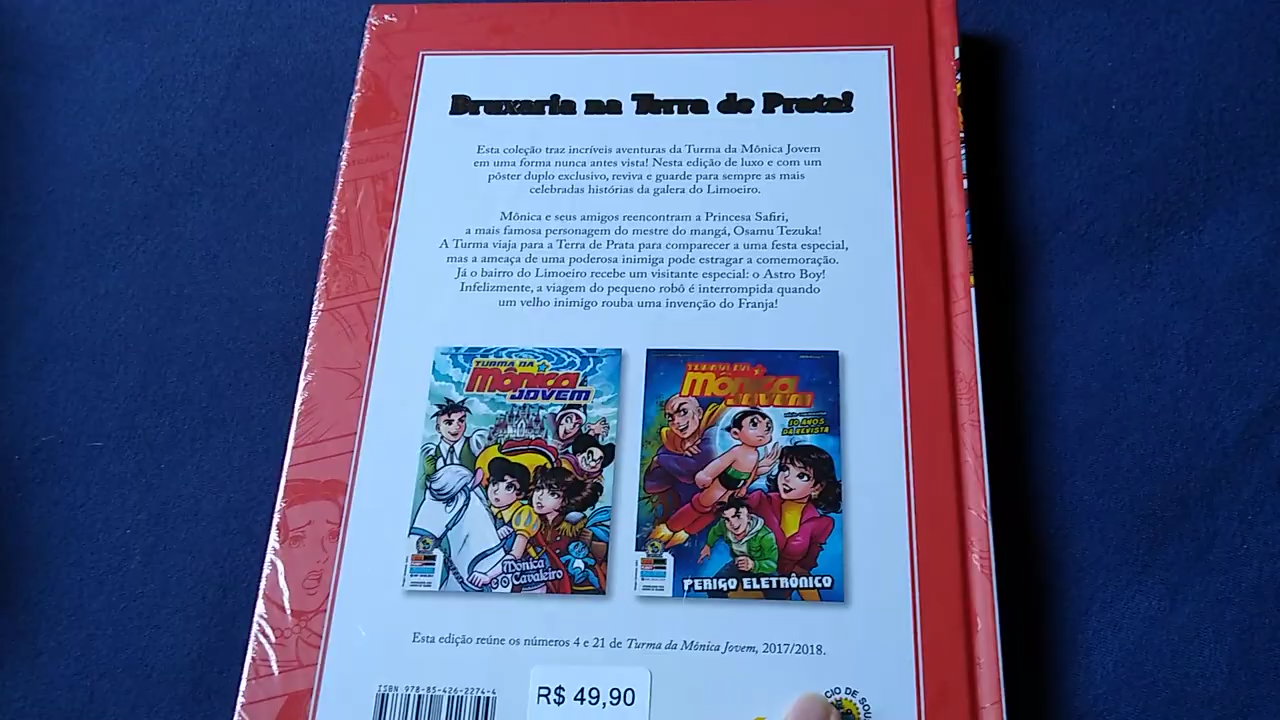 Bruxaria na Terra de Prata!
Esta coleção traz incríveis aventuras da Turma da Mônica Jovem
em uma forma nunca antes vista! Nesta edição de luxo e com um
pôster duplo exclusivo, reviva e guarde para sempre as mais
celebradas histórias da galera do Limoeiro.
Mônica e seus amigos reencontram a Princesa Safiri,
a mais famosa personagem do mestre do mangá, Osamu Tezuka!
A Turma viaja para a Terra de Prata para comparecer a uma festa especial,
mas a ameaça de uma poderosa inimiga pode estragar a comemoração.
Já o bairro do Limoeiro recebe um visitante especial: o Astro Boy!
Infelizmente, a viagem do pequeno robô é interrompida quando
um velho inimigo rouba uma invenção do Franja!
TURMA DA
Mônica
JOVEM
Mônica
e o Cavaleiro
TURMA DA
Mônica
JOVEM
10 ANOS
DA REVISTA
PERIGO ELETRÔNICO
Esta edição reúne os números 4 e 21 de Turma da Mônica Jovem, 2017/2018.
ISBN 978-85-426-2274-4
R$ 49,90
CIO DE SOU